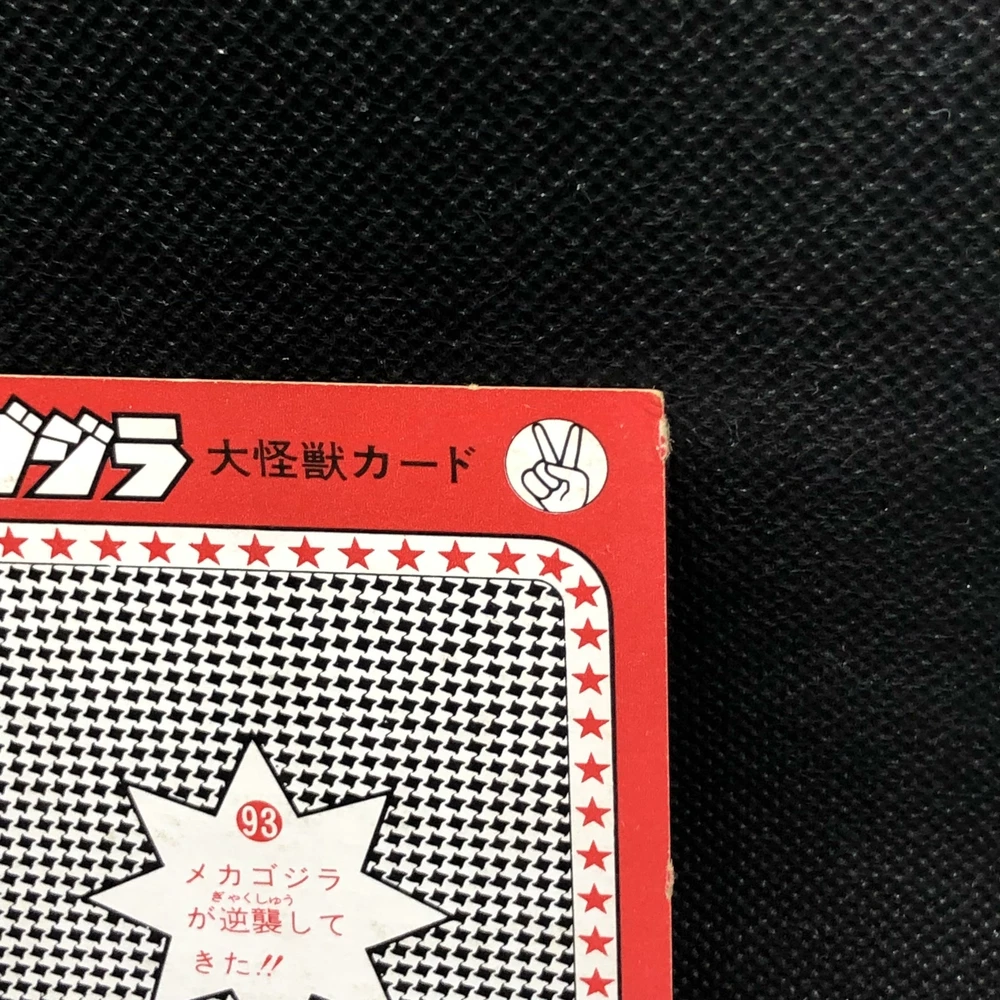 ジラ 大怪獣カード
93
メカゴジラ
ぎゃくしゅう
が逆襲して
きた!!